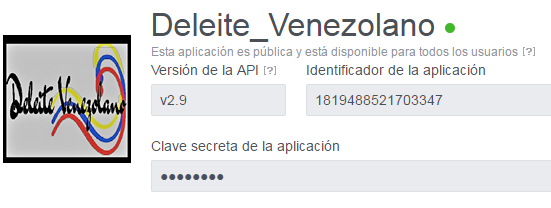 Deleite_Venezolano
Esta aplicación es pública y está disponible para todos los usuarios [?]
Versión de la API [?] Identificador de la aplicación
v2.9 1819488521703347
Deleite Venezolano
Clave secreta de la aplicación
●●●●●●●●